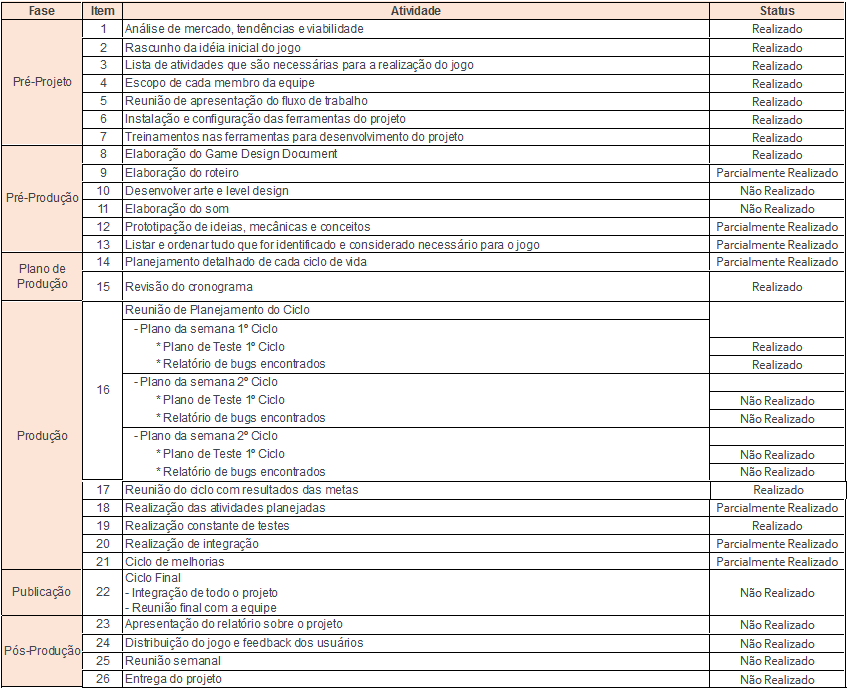 Fase Item Atividade Status
Pré-Projeto
1 Análise de mercado, tendências e viabilidade Realizado
2 Rascunho da idéia inicial do jogo Realizado
3 Lista de atividades que são necessárias para a realização do jogo Realizado
4 Escopo de cada membro da equipe Realizado
5 Reunião de apresentação do fluxo de trabalho Realizado
6 Instalação e configuração das ferramentas do projeto Realizado
7 Treinamentos nas ferramentas para desenvolvimento do projeto Realizado
Pré-Produção
8 Elaboração do Game Design Document Realizado
9 Elaboração do roteiro Parcialmente Realizado
10 Desenvolver arte e level design Não Realizado
11 Elaboração do som Não Realizado
12 Prototipação de ideias, mecânicas e conceitos Parcialmente Realizado
13 Listar e ordenar tudo que for identificado e considerado necessário para o jogo Parcialmente Realizado
Plano de
Produção
14 Planejamento detalhado de cada ciclo de vida Parcialmente Realizado
15 Revisão do cronograma Realizado
Produção
16
Reunião de Planejamento do Ciclo
- Plano da semana 1º Ciclo
* Plano de Teste 1º Ciclo Realizado
* Relatório de bugs encontrados Realizado
- Plano da semana 2º Ciclo
* Plano de Teste 1º Ciclo Não Realizado
* Relatório de bugs encontrados Não Realizado
- Plano da semana 2º Ciclo
* Plano de Teste 1º Ciclo Não Realizado
* Relatório de bugs encontrados Não Realizado
17 Reunião do ciclo com resultados das metas Realizado
18 Realização das atividades planejadas Parcialmente Realizado
19 Realização constante de testes Realizado
20 Realização de integração Parcialmente Realizado
21 Ciclo de melhorias Parcialmente Realizado
Publicação
22
Ciclo Final
- Integração de todo o projeto Não Realizado
- Reunião final com a equipe
Pós-Produção
23 Apresentação do relatório sobre o projeto Não Realizado
24 Distribuição do jogo e feedback dos usuários Não Realizado
25 Reunião semanal Não Realizado
26 Entrega do projeto Não Realizado